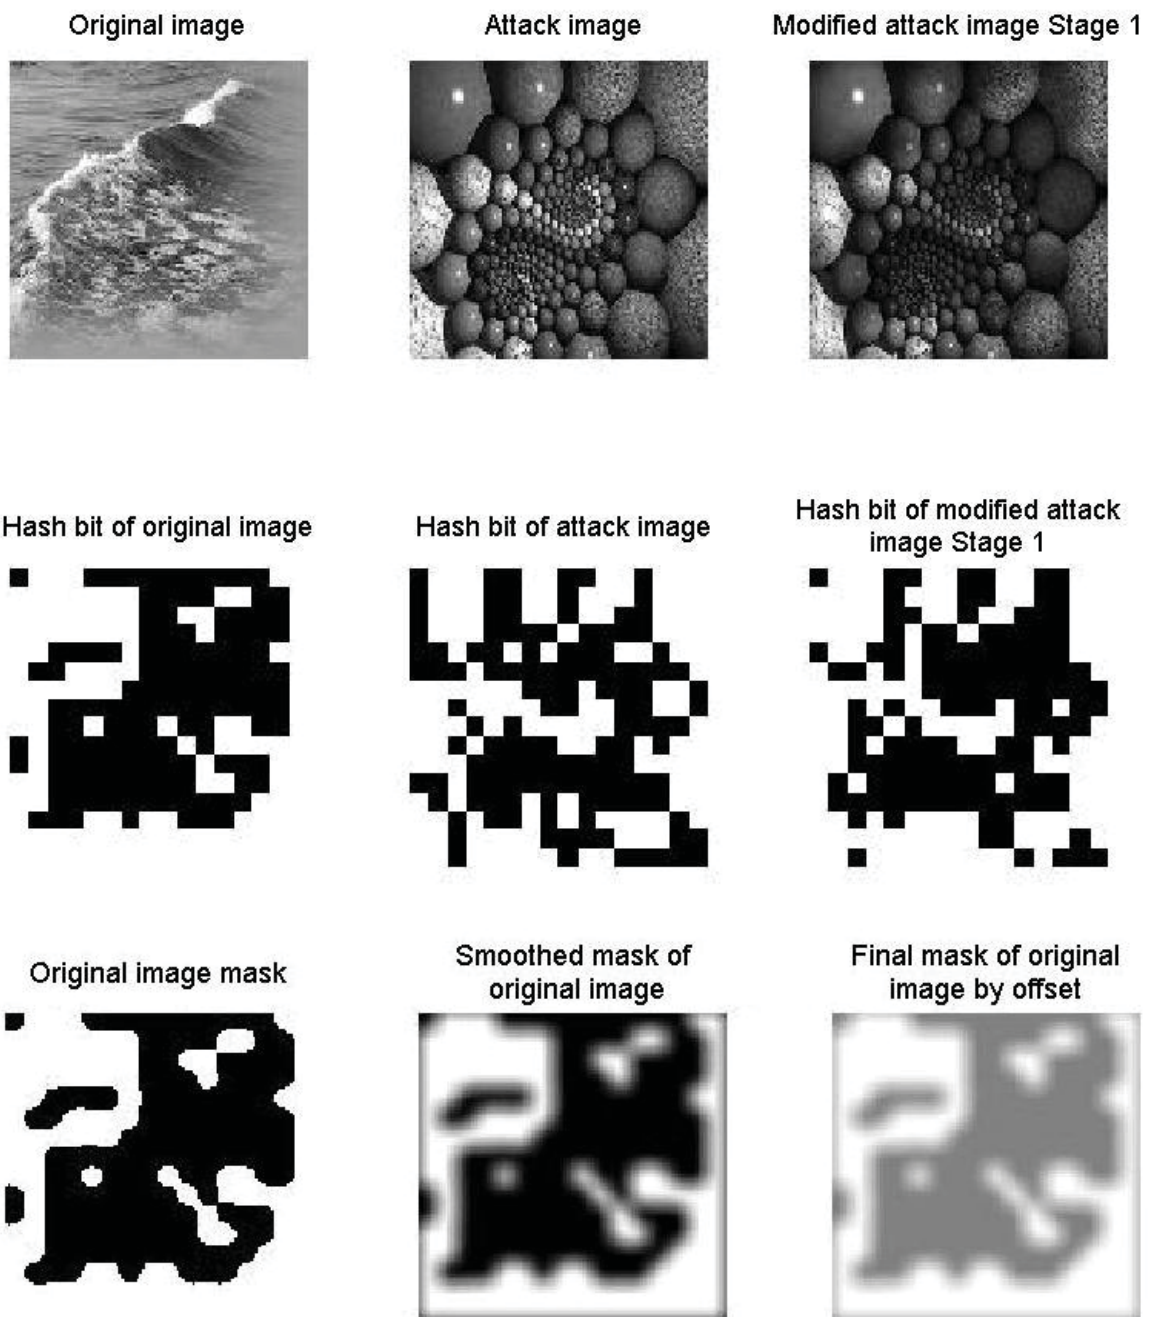 Original image
Attack image
Modified attack image Stage 1
Hash bit of original image
Hash bit of attack image
Hash bit of modified attack
image Stage 1
Original image mask
Smoothed mask of
original image
Final mask of original
image by offset